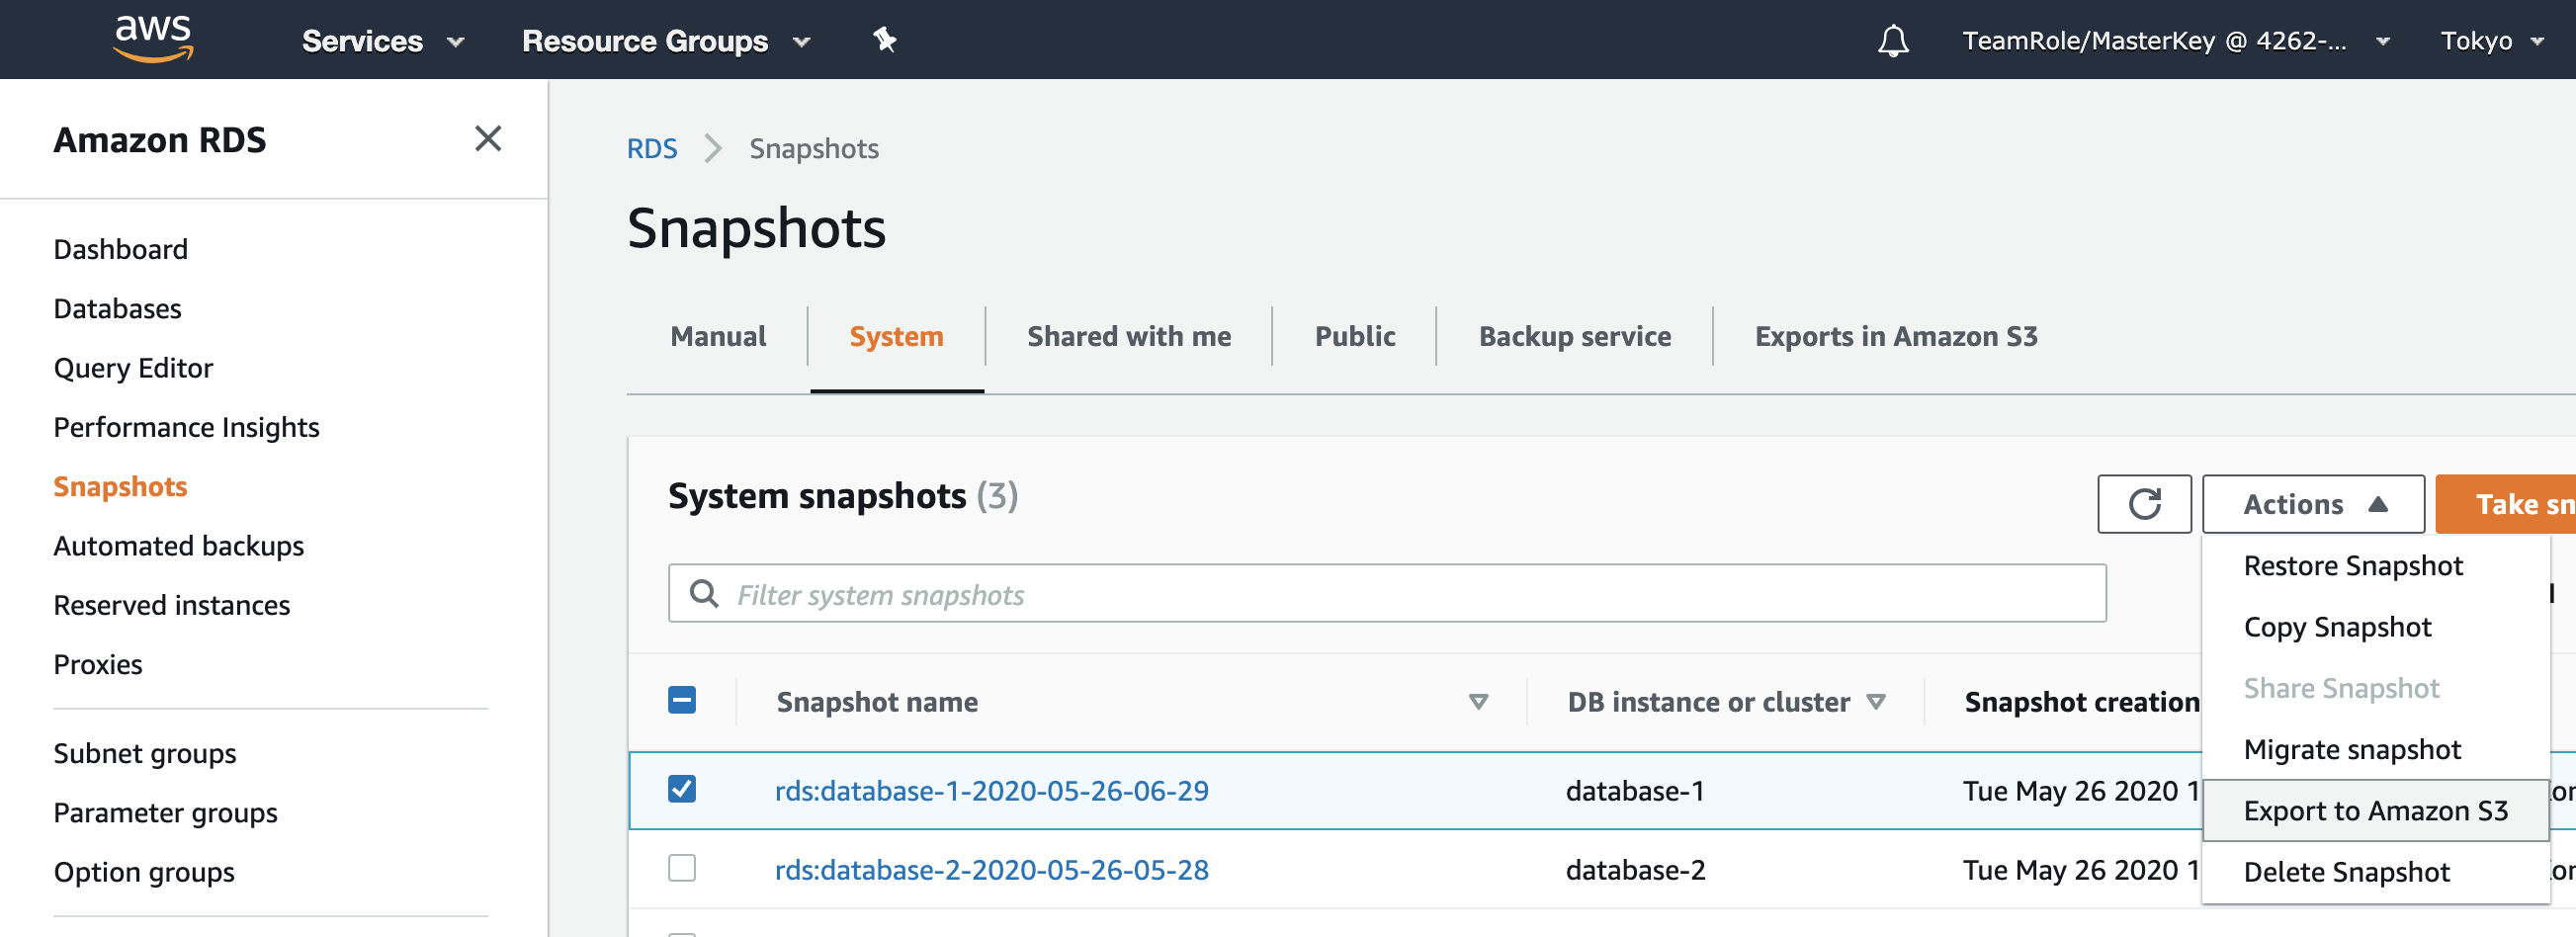 aws Services Resource Groups TeamRole/MasterKey @ 4262-... Tokyo
Amazon RDS
Dashboard
Databases
Query Editor
Performance Insights
Snapshots
Automated backups
Reserved instances
Proxies
Subnet groups
Parameter groups
Option groups
RDS Snapshots
Snapshots
Manual System Shared with me Public Backup service Exports in Amazon S3
System snapshots (3)
Actions Take sn
Filter system snapshots
Restore Snapshot
Copy Snapshot
Share Snapshot
Migrate snapshot
Export to Amazon S3
Delete Snapshot
Snapshot name DB instance or cluster Snapshot creation
rds:database-1-2020-05-26-06-29 database-1 Tue May 26 2020 1
rds:database-2-2020-05-26-05-28 database-2 Tue May 26 2020 1